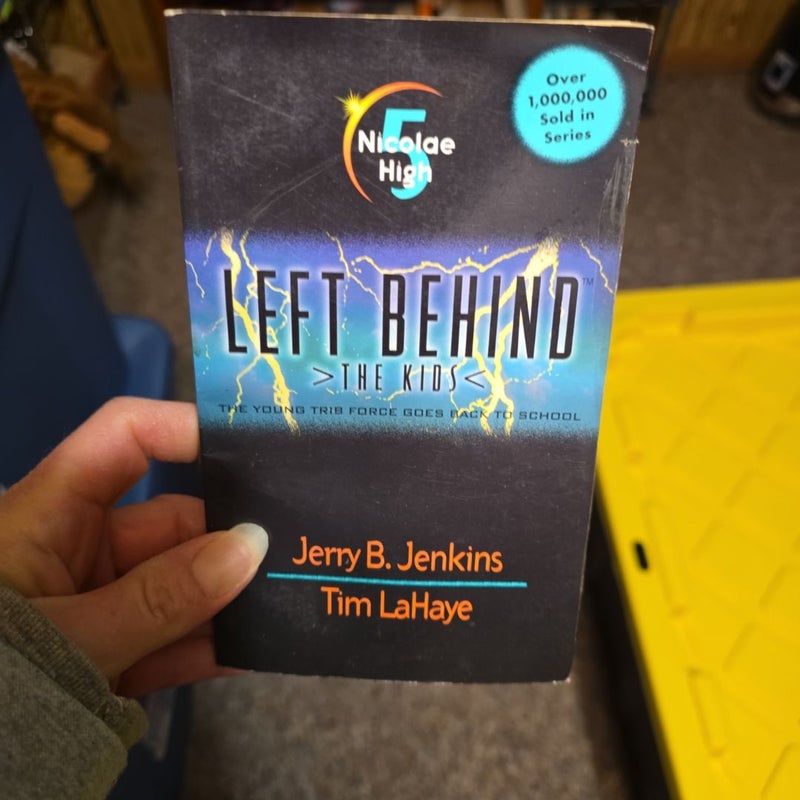 5
Nicolae
High
Over
1,000,000
Sold in
Series
LEFT BEHIND™
>THE KIDS<
THE YOUNG TRIB FORCE GOES BACK TO SCHOOL
Jerry B. Jenkins
Tim LaHaye